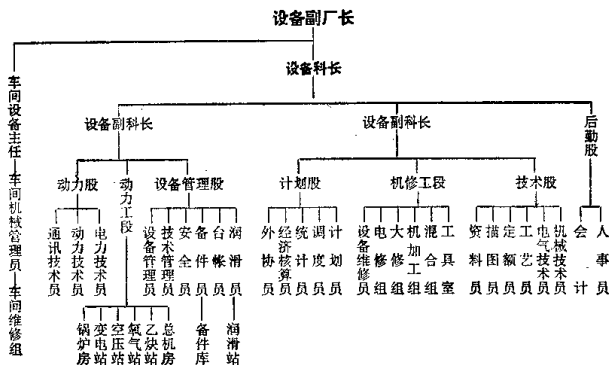 设备副厂长
设备科长
车间设备主任—车间机械管理员—车间维修组
设备副科长
设备副科长
后勤股
动力股
动力工段
设备管理股
计划股
机修工段
技术股
通讯技术员
动力技术员
电力技术员
设备管理员
技术管理员
安全员
备件员
台帐员
润滑员
外协员
经济核算员
统计员
调度员
计划员
设备维修员
电修组
大修组
机加工组
混合组
工具室
资料员
描图员
定额员
工艺员
电气技术员
机械技术员
会计
人事员
锅炉房
变电站
空压站
氧气站
乙炔站
总机房
备件库
润滑站